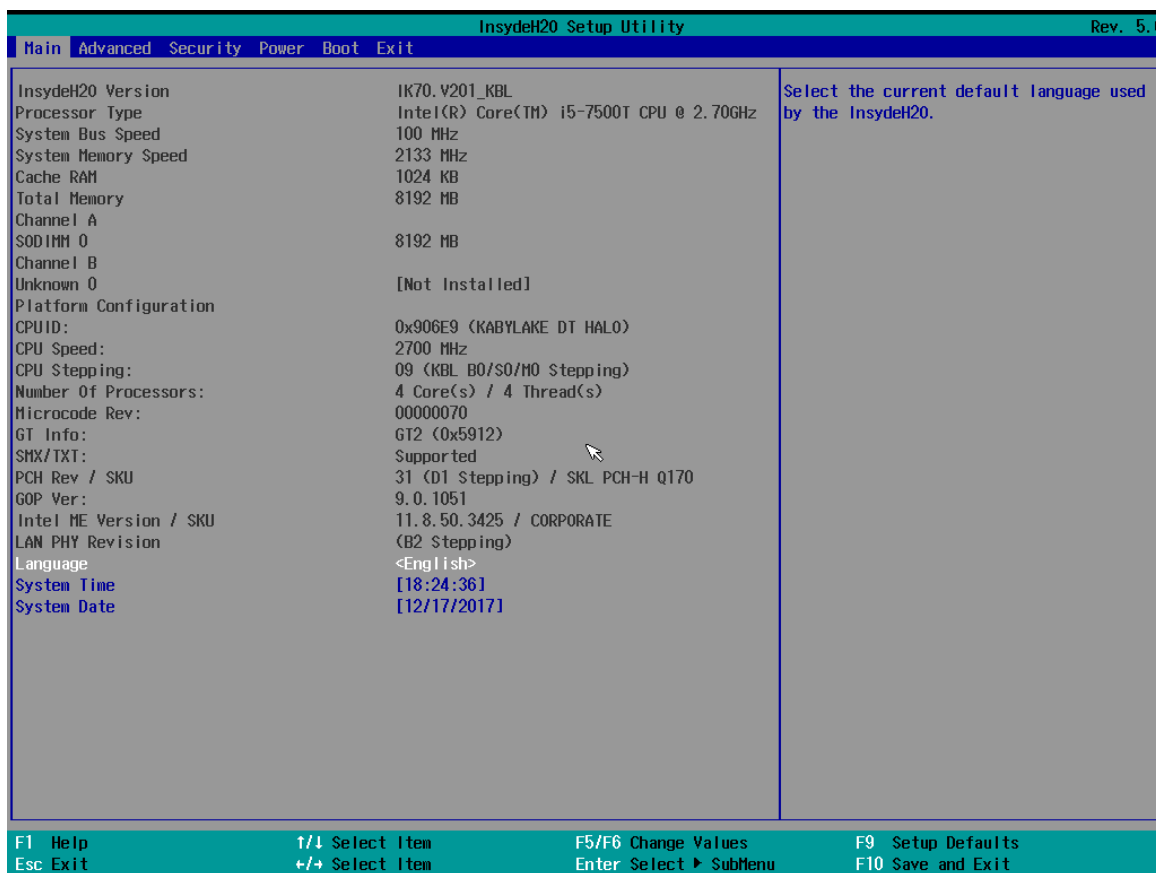 InsydeH20 Setup Utility Rev. 5.
Main Advanced Security Power Boot Exit
InsydeH20 Version IK70.V201_KBL
Processor Type Intel(R) Core(TM) i5-7500T CPU @ 2.70GHz
System Bus Speed 100 MHz
System Memory Speed 2133 MHz
Cache RAM 1024 KB
Total Memory 8192 MB
Channel A
SODIMM 0 8192 MB
Channel B
Unknown 0 [Not Installed]
Platform Configuration
CPUID: 0x906E9 (KABYLAKE DT HALO)
CPU Speed: 2700 MHz
CPU Stepping: 09 (KBL B0/S0/M0 Stepping)
Number Of Processors: 4 Core(s) / 4 Thread(s)
Microcode Rev: 00000070
GT Info: GT2 (0x5912)
SMX/TXT: Supported
PCH Rev / SKU 31 (D1 Stepping) / SKL PCH-H Q170
GOP Ver: 9.0.1051
Intel ME Version / SKU 11.8.50.3425 / CORPORATE
LAN PHY Revision (B2 Stepping)
Language <English>
System Time [18:24:36]
System Date [12/17/2017]
Select the current default language used
by the InsydeH20.
F1 Help ↑/↓ Select Item F5/F6 Change Values F9 Setup Defaults
Esc Exit ←/→ Select Item Enter Select ▶ SubMenu F10 Save and Exit